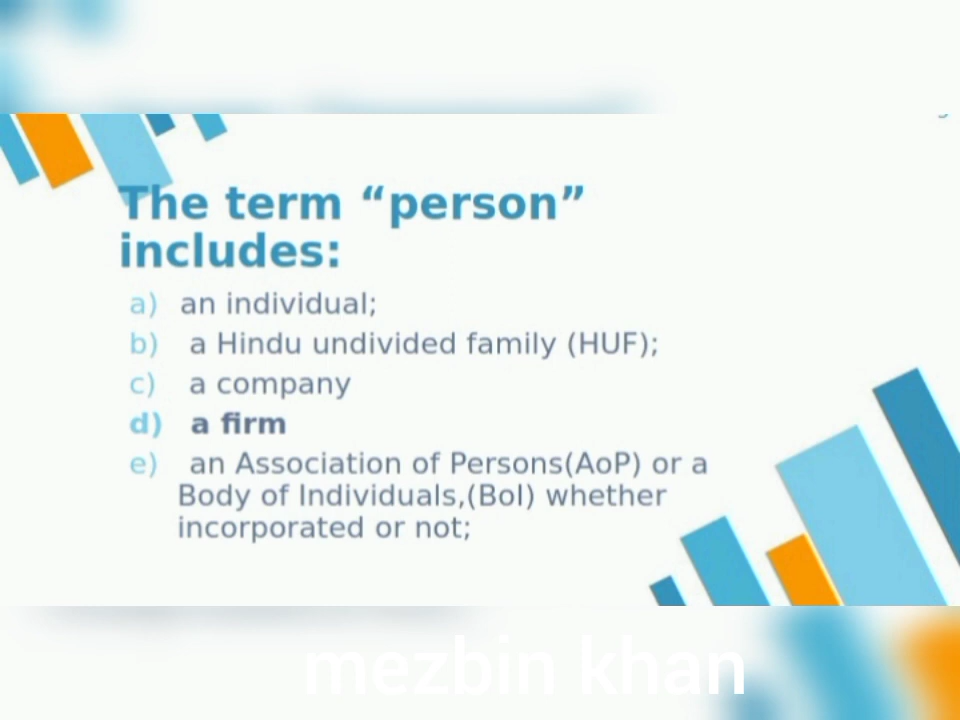 The term “person”
includes:
a) an individual;
b) a Hindu undivided family (HUF);
c) a company
d) a firm
e) an Association of Persons(AoP) or a
Body of Individuals,(BoI) whether
incorporated or not;
mezbin khan